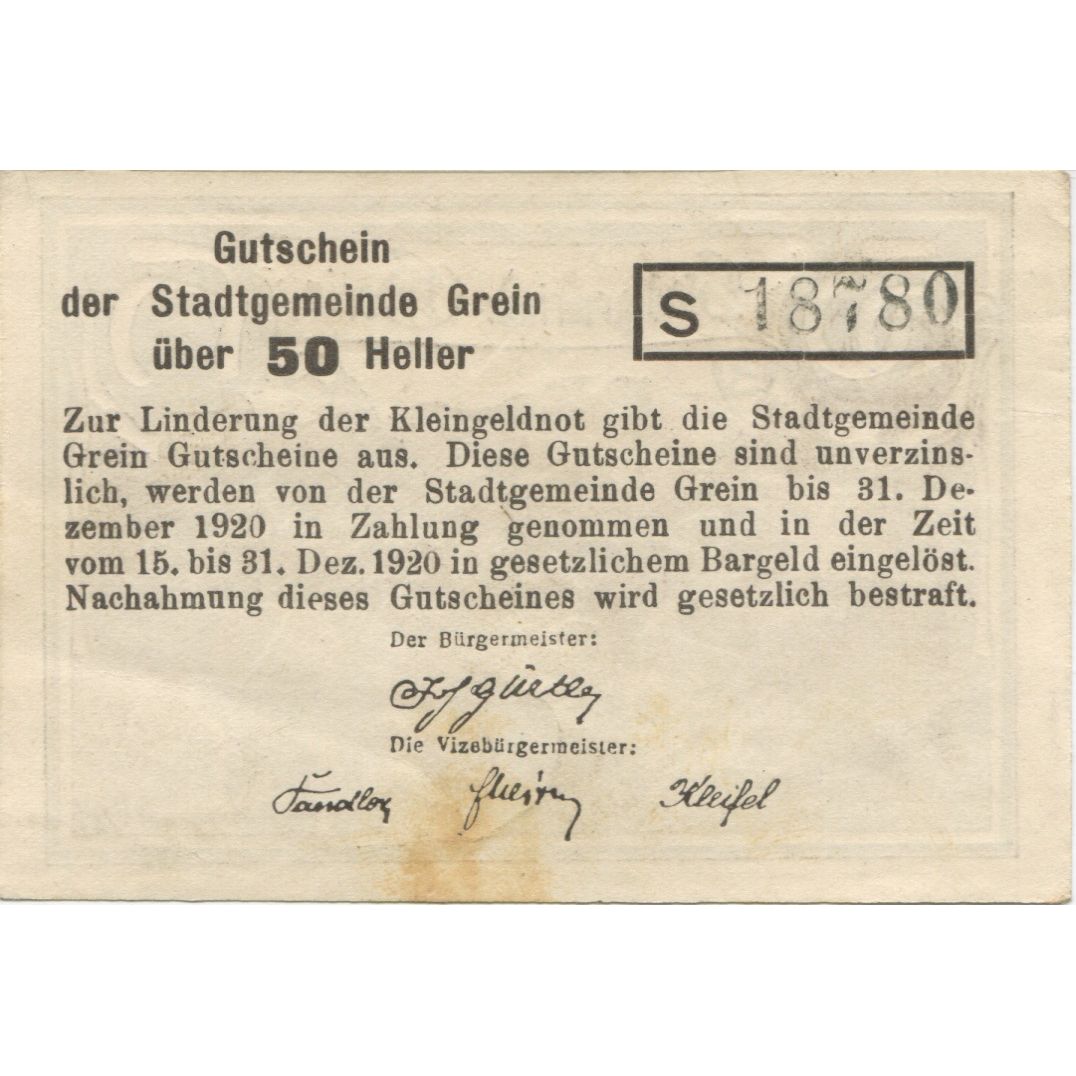 Gutschein
der Stadtgemeinde Grein
über 50 Heller
S 18780
Zur Linderung der Kleingeldnot gibt die Stadtgemeinde
Grein Gutscheine aus. Diese Gutscheine sind unverzins-
lich, werden von der Stadtgemeinde Grein bis 31. De-
zember 1920 in Zahlung genommen und in der Zeit
vom 15. bis 31. Dez. 1920 in gesetzlichem Bargeld eingelöst.
Nachahmung dieses Gutscheines wird gesetzlich bestraft.
Der Bürgermeister:
Die Vizebürgermeister: